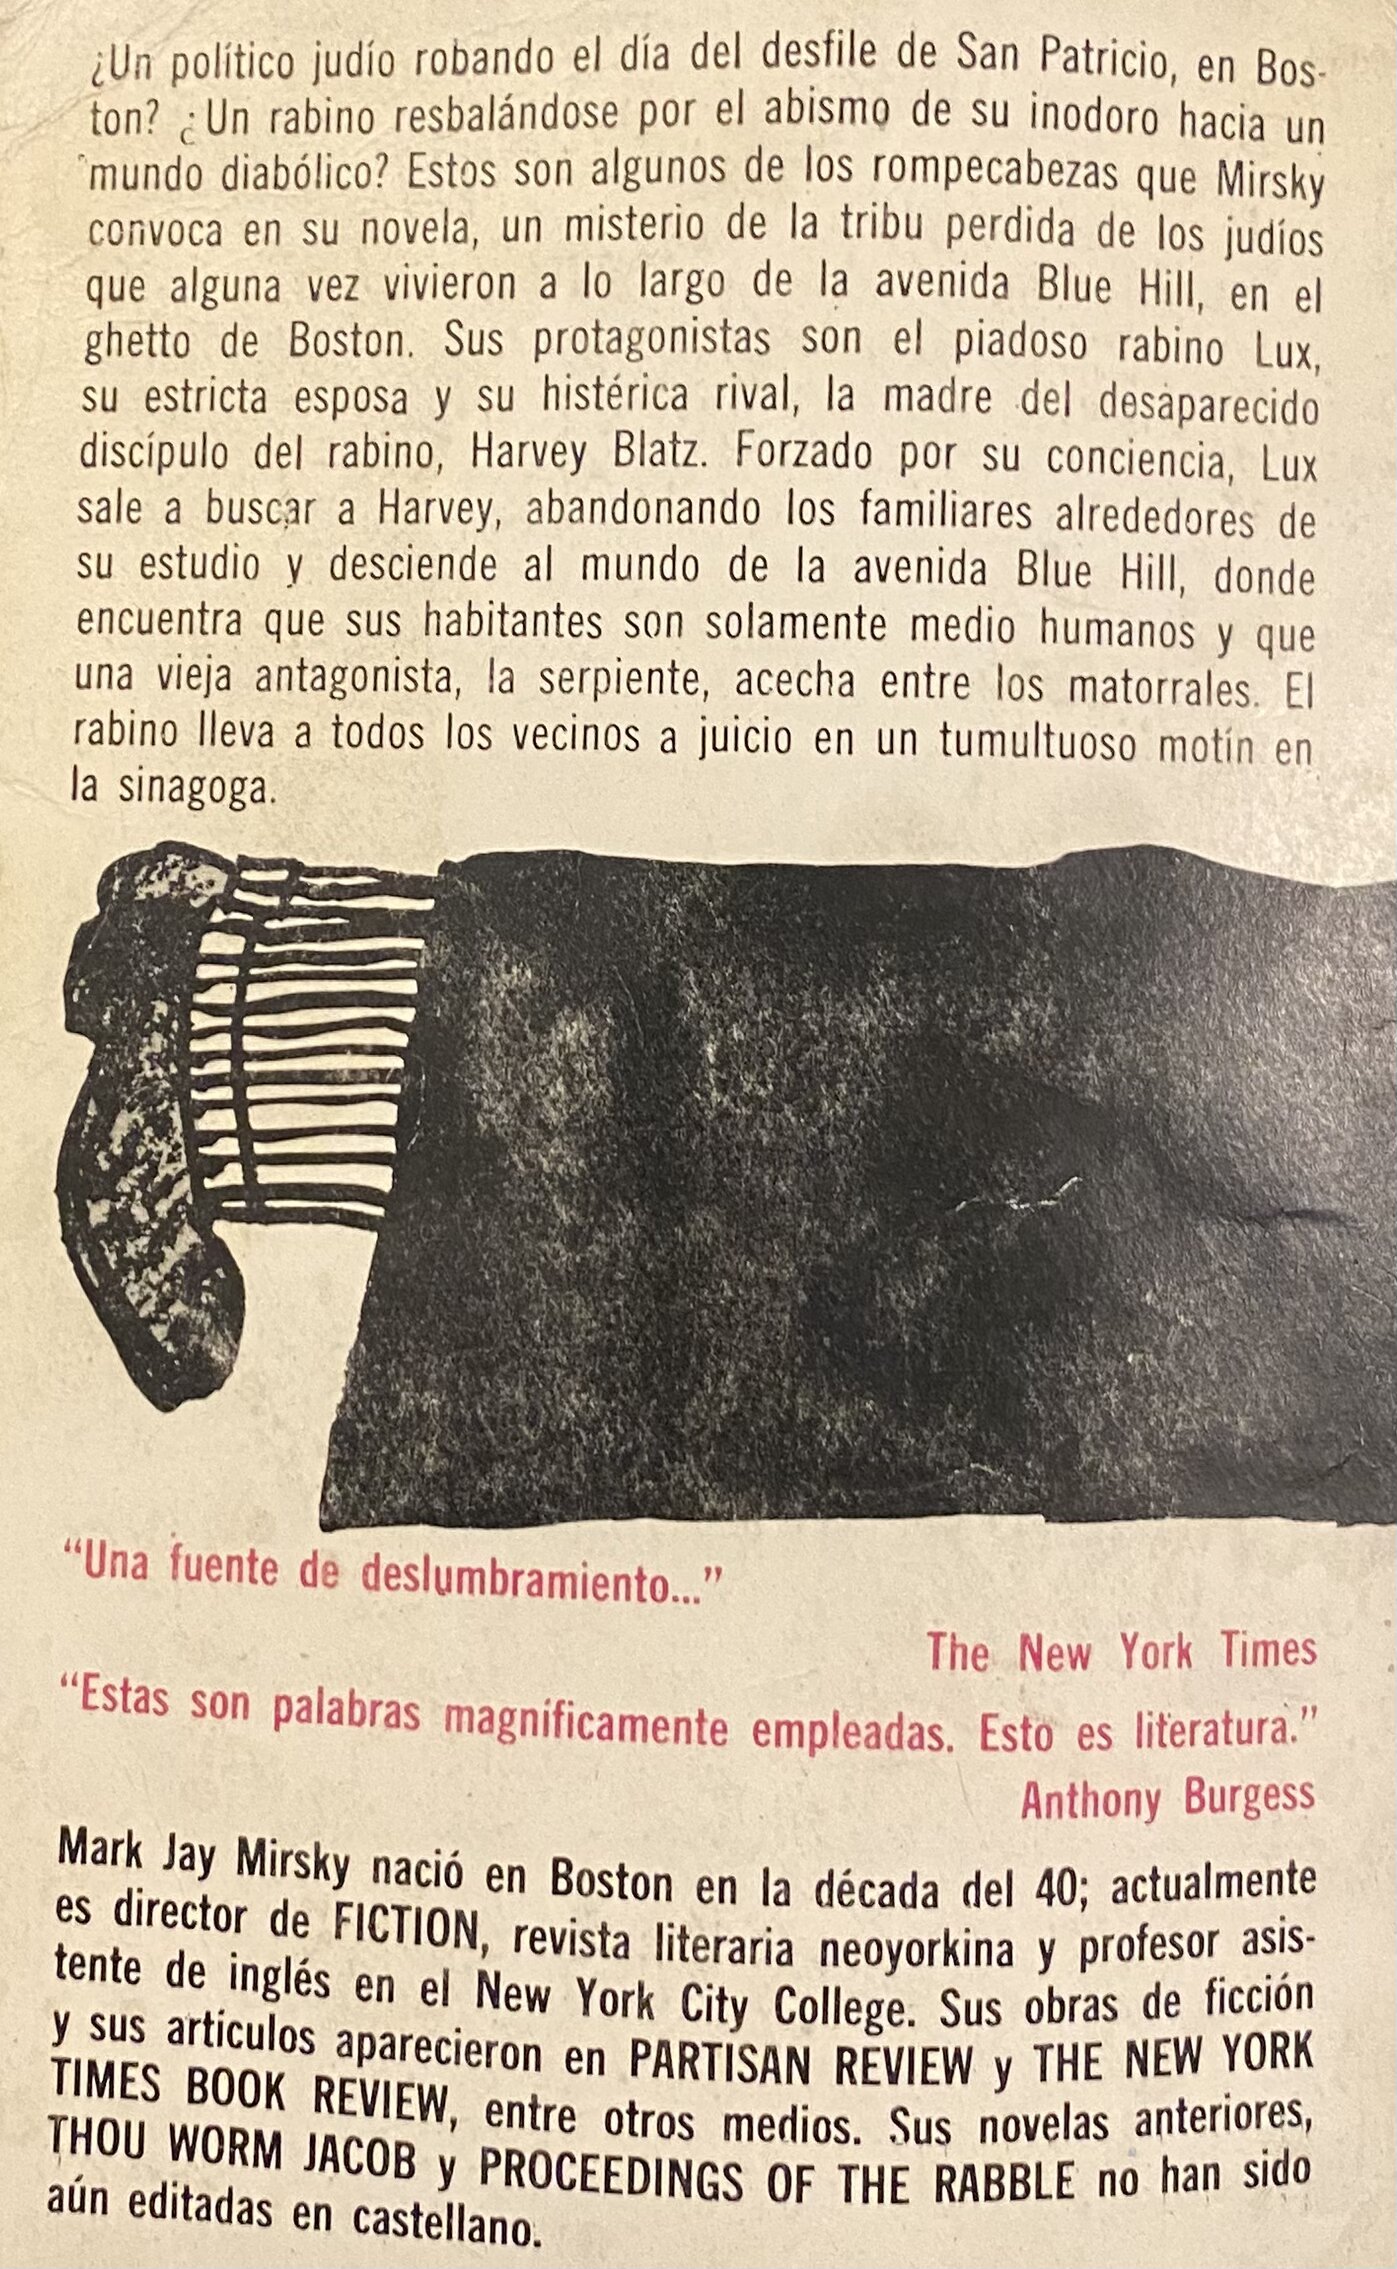 ¿Un político judío robando el día del desfile de San Patricio, en Bos-
ton? ¿Un rabino resbalándose por el abismo de su inodoro hacia un
mundo diabólico? Estos son algunos de los rompecabezas que Mirsky
convoca en su novela, un misterio de la tribu perdida de los judíos
que alguna vez vivieron a lo largo de la avenida Blue Hill, en el
ghetto de Boston. Sus protagonistas son el piadoso rabino Lux,
su estricta esposa y su histérica rival, la madre del desaparecido
discípulo del rabino, Harvey Blatz. Forzado por su conciencia, Lux
sale a buscar a Harvey, abandonando los familiares alrededores de
su estudio y desciende al mundo de la avenida Blue Hill, donde
encuentra que sus habitantes son solamente medio humanos y que
una vieja antagonista, la serpiente, acecha entre los matorrales. El
rabino lleva a todos los vecinos a juicio en un tumultuoso motín en
la sinagoga.
“Una fuente de deslumbramiento...”
The New York Times
“Estas son palabras magníficamente empleadas. Esto es literatura.”
Anthony Burgess
Mark Jay Mirsky nació en Boston en la década del 40; actualmente
es director de FICTION, revista literaria neoyorkina y profesor asis-
tente de inglés en el New York City College. Sus obras de ficción
y sus articulos aparecieron en PARTISAN REVIEW y THE NEW YORK
TIMES BOOK REVIEW, entre otros medios. Sus novelas anteriores,
THOU WORM JACOB y PROCEEDINGS OF THE RABBLE no han sido
aún editadas en castellano.